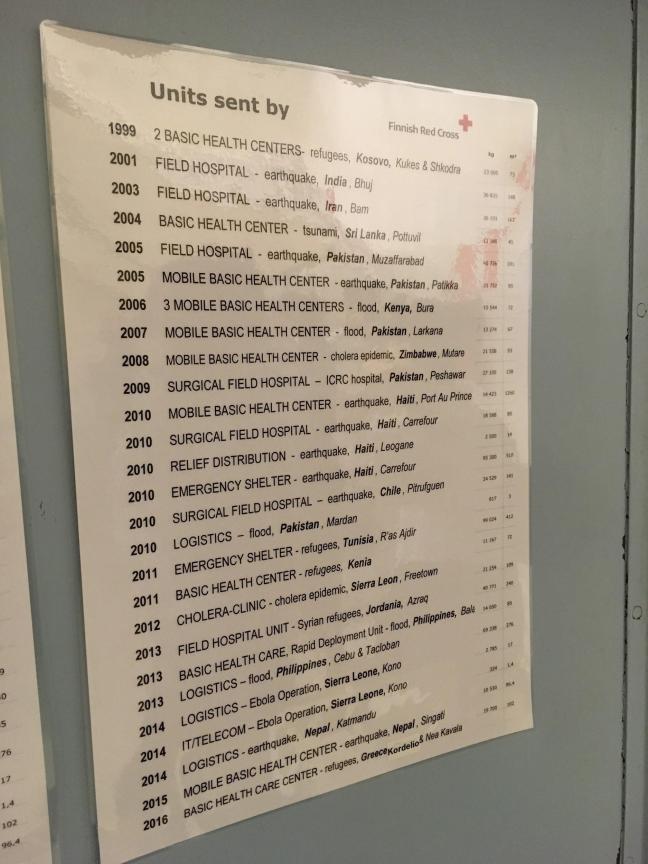 Units sent by
Finnish Red Cross
kg
1999 2 BASIC HEALTH CENTERS- refugees, Kosovo, Kukes & Shkodra
2001 FIELD HOSPITAL - earthquake, India, Bhuj
2003 FIELD HOSPITAL - earthquake, Iran, Bam
2004 BASIC HEALTH CENTER - tsunami, Sri Lanka, Pottuvil
2005 FIELD HOSPITAL - earthquake, Pakistan, Muzaffarabad
2005 MOBILE BASIC HEALTH CENTER - earthquake, Pakistan, Patikka
2006 3 MOBILE BASIC HEALTH CENTERS - flood, Kenya, Bura
2007 MOBILE BASIC HEALTH CENTER - flood, Pakistan, Larkana
2008 MOBILE BASIC HEALTH CENTER - cholera epidemic, Zimbabwe, Mutare
2009 SURGICAL FIELD HOSPITAL – ICRC hospital, Pakistan, Peshawar
2010 MOBILE BASIC HEALTH CENTER - earthquake, Haiti, Port Au Prince
2010 SURGICAL FIELD HOSPITAL - earthquake, Haiti, Carrefour
2010 RELIEF DISTRIBUTION - earthquake, Haiti, Leogane
2010 EMERGENCY SHELTER - earthquake, Haiti, Carrefour
2010 SURGICAL FIELD HOSPITAL – earthquake, Chile, Pitrufguen
2010 LOGISTICS – flood, Pakistan, Mardan
2011 EMERGENCY SHELTER - refugees, Tunisia, R'as Ajdir
2011 BASIC HEALTH CENTER - refugees, Kenia
2012 CHOLERA-CLINIC - cholera epidemic, Sierra Leon, Freetown
2013 FIELD HOSPITAL UNIT - Syrian refugees, Jordania, Azraq
2013 BASIC HEALTH CARE, Rapid Deployment Unit - flood, Philippines, Bale
2013 LOGISTICS – flood, Philippines, Cebu & Tacloban
2014 LOGISTICS – Ebola Operation, Sierra Leone, Kono
2014 IT/TELECOM – Ebola Operation, Sierra Leone, Kono
2014 LOGISTICS - earthquake, Nepal, Katmandu
2015 MOBILE BASIC HEALTH CENTER - earthquake, Nepal, Singati
2016 BASIC HEALTH CARE CENTER - refugees, Greece Kordelio & Nea Kavala
76
17
1,4
102
96,4